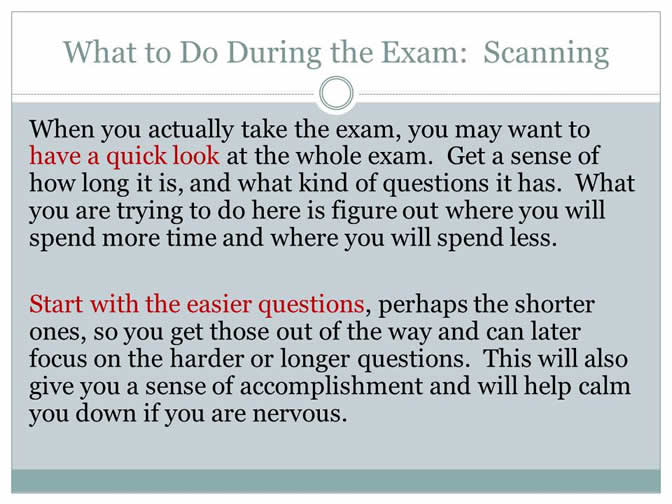 What to Do During the Exam:  Scanning
When you actually take the exam, you may want to
have a quick look at the whole exam.  Get a sense of
how long it is, and what kind of questions it has.  What
you are trying to do here is figure out where you will
spend more time and where you will spend less.
Start with the easier questions, perhaps the shorter
ones, so you get those out of the way and can later
focus on the harder or longer questions.  This will also
give you a sense of accomplishment and will help calm
you down if you are nervous.